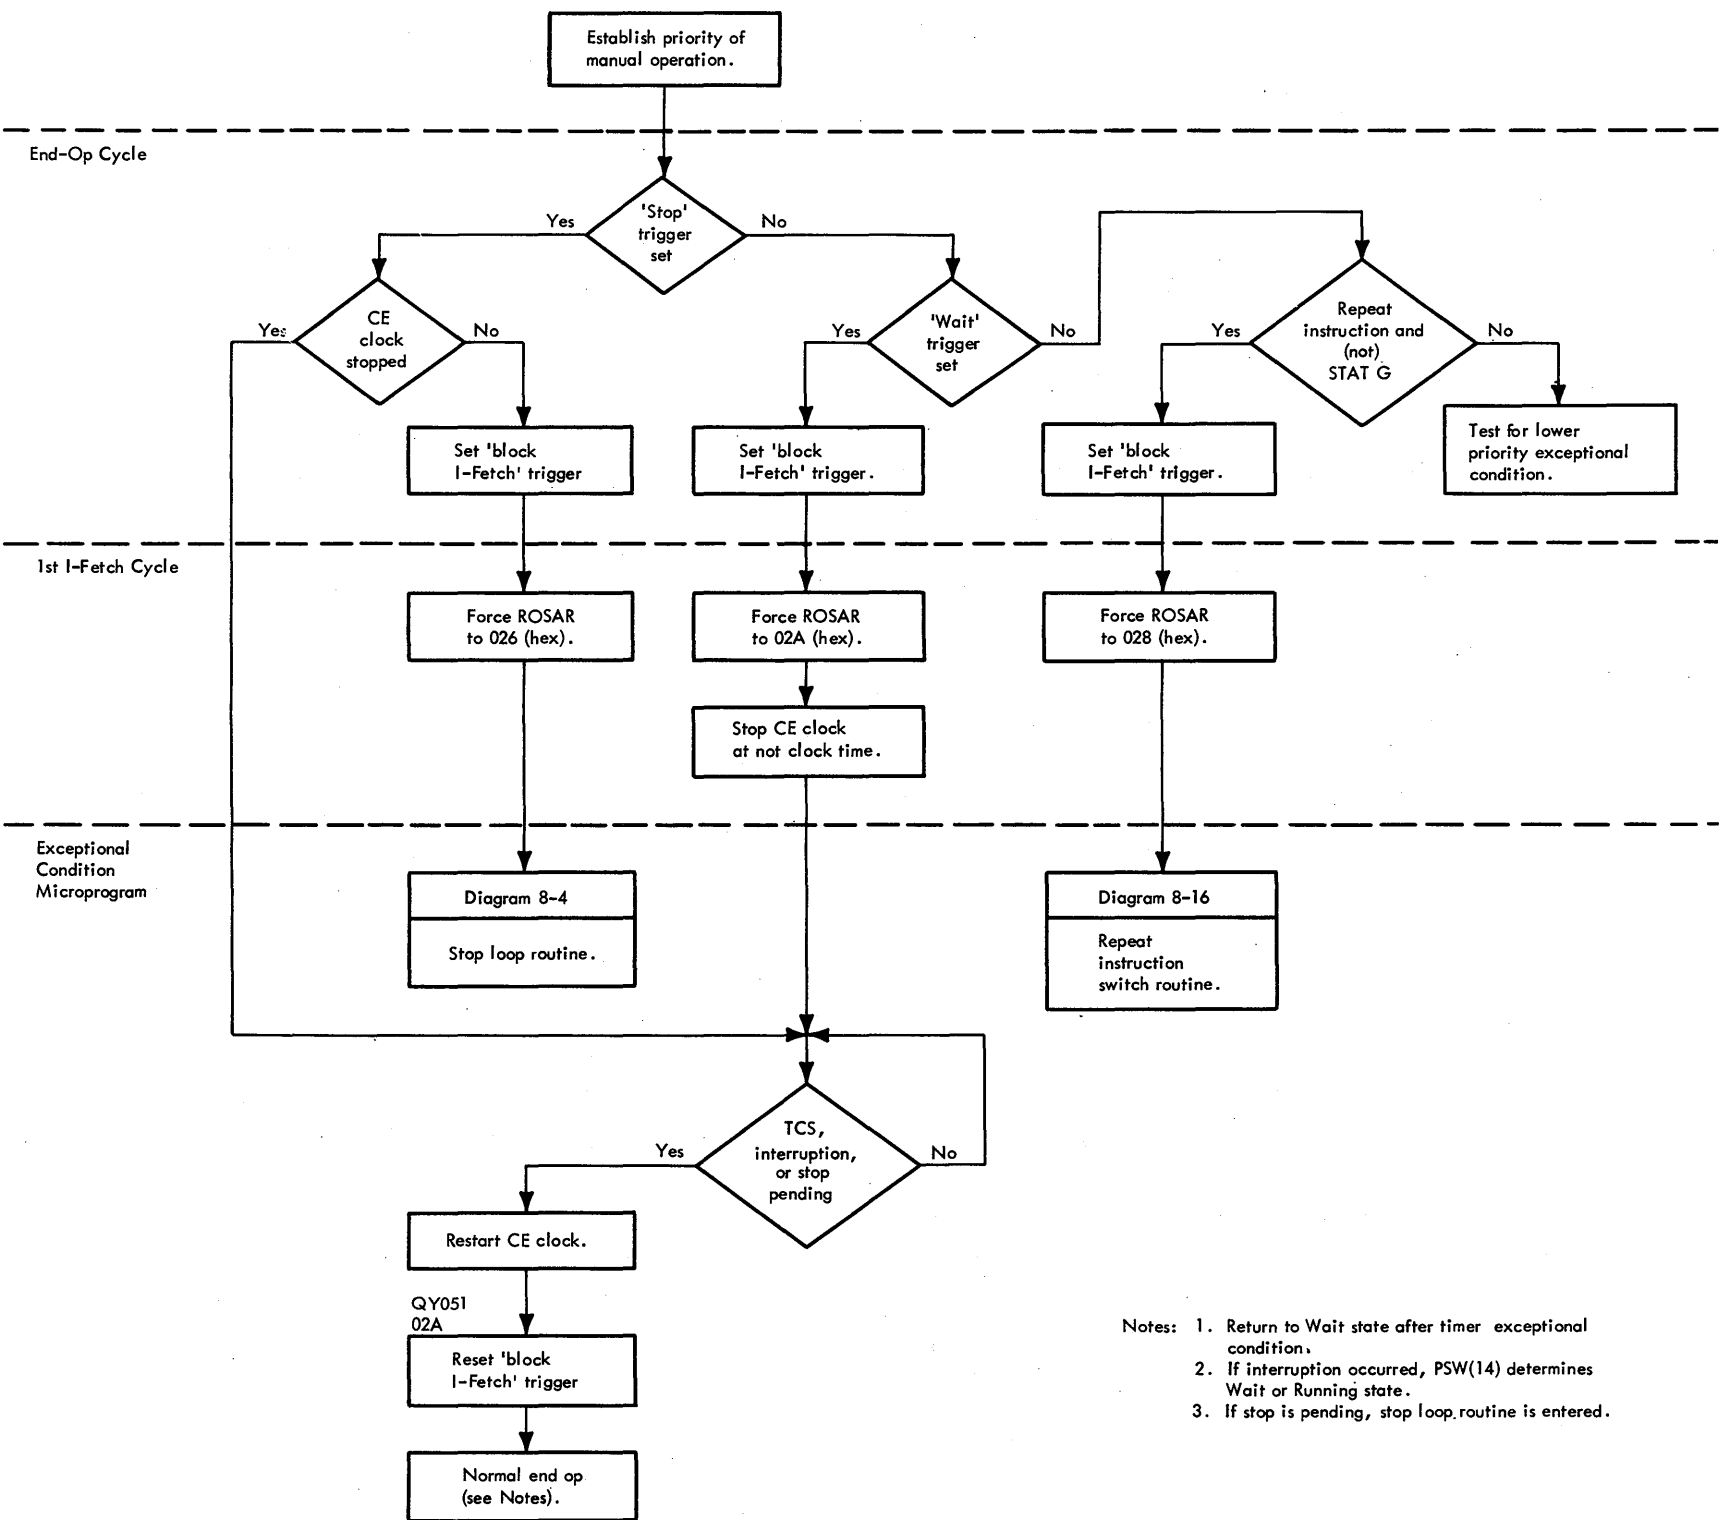 Establish priority of
manual operation.
End-Op Cycle
'Stop'
trigger
set
Yes
No
CE
clock
stopped
Yes
No
'Wait'
trigger
set
Yes
No
Repeat
instruction and
(not)
STAT G
Yes
No
Set 'block
I-Fetch' trigger
Set 'block
I-Fetch' trigger.
Set 'block
I-Fetch' trigger.
Test for lower
priority exceptional
condition.
1st I-Fetch Cycle
Force ROSAR
to 026 (hex).
Force ROSAR
to 02A (hex).
Force ROSAR
to 028 (hex).
Stop CE clock
at not clock time.
Exceptional
Condition
Microprogram
Diagram 8-4
Stop loop routine.
Diagram 8-16
Repeat
instruction
switch routine.
TCS,
interruption,
or stop
pending
Yes
No
Restart CE clock.
QY051
02A
Reset 'block
I-Fetch' trigger
Normal end op
(see Notes).
Notes: 1. Return to Wait state after timer exceptional
condition.
2. If interruption occurred, PSW(14) determines
Wait or Running state.
3. If stop is pending, stop loop routine is entered.